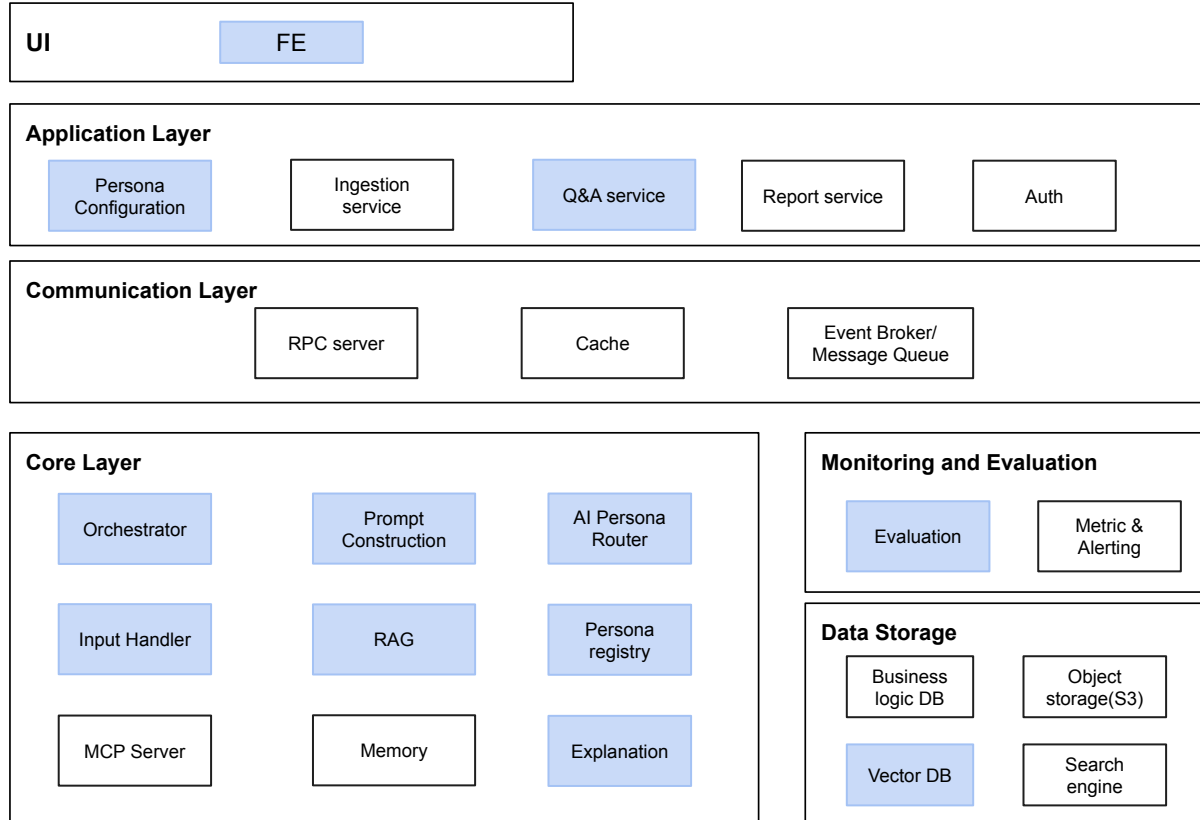 UI
FE
Application Layer
Persona
Configuration
Ingestion
service
Q&A service
Report service
Auth
Communication Layer
RPC server
Cache
Event Broker/
Message Queue
Core Layer
Orchestrator
Prompt
Construction
AI Persona
Router
Input Handler
RAG
Persona
registry
MCP Server
Memory
Explanation
Monitoring and Evaluation
Evaluation
Metric &
Alerting
Data Storage
Business
logic DB
Object
storage(S3)
Vector DB
Search
engine